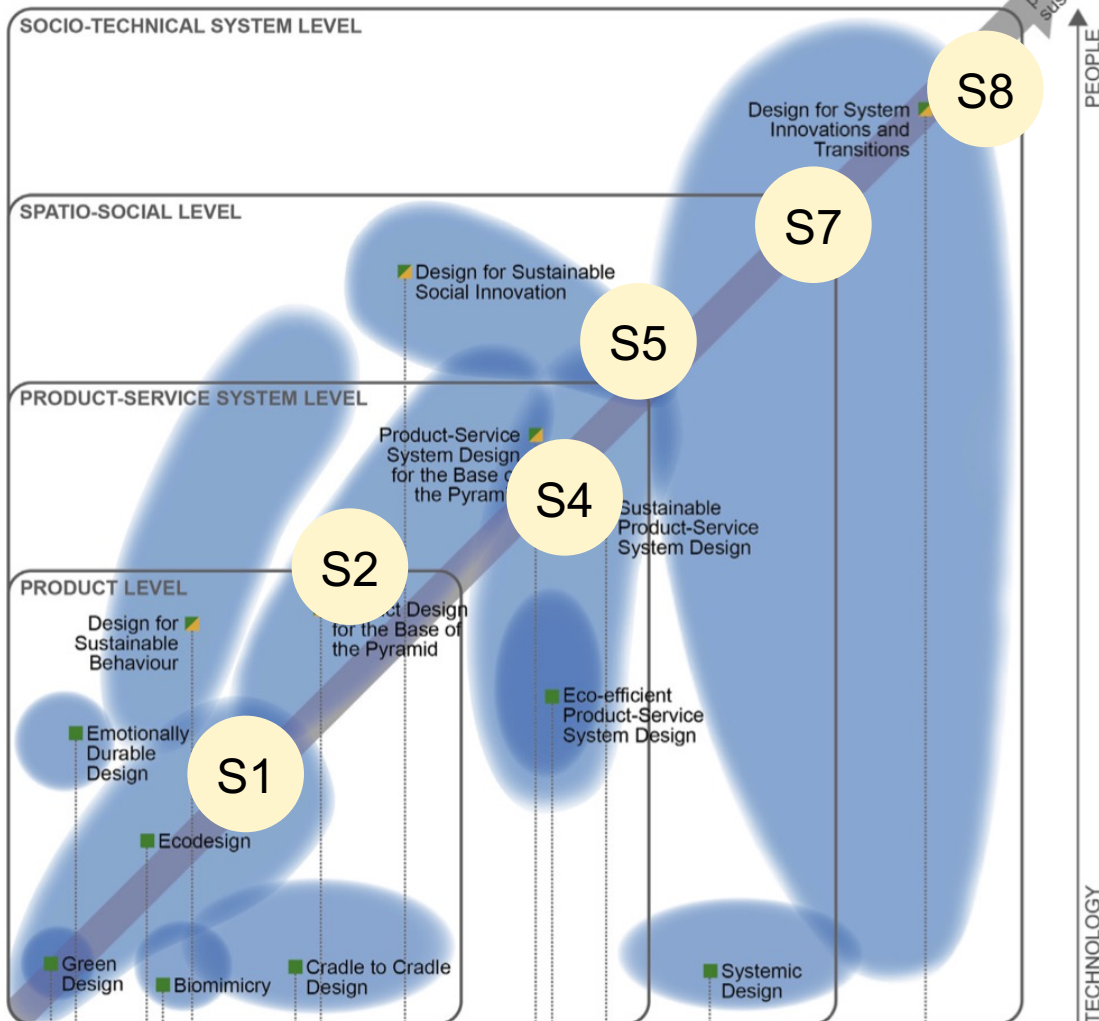 SOCIO-TECHNICAL SYSTEM LEVEL
PEOPLE
S8
Design for System
Innovations and
Transitions
SPATIO-SOCIAL LEVEL
S7
Design for Sustainable
Social Innovation
S5
PRODUCT-SERVICE SYSTEM LEVEL
Product-Service
System Design
for the Base
the
S4
Sustainable
Product-Service
System Design
S2
PRODUCT LEVEL
Design
for the Base of
the Pyramid
Design for
Sustainable
Behaviour
Eco-efficient
Product-Service
System Design
Emotionally
Durable
Design
S1
Ecodesign
TECHNOLOGY
Green
Design
Biomimicry
Cradle to Cradle
Design
Systemic
Design